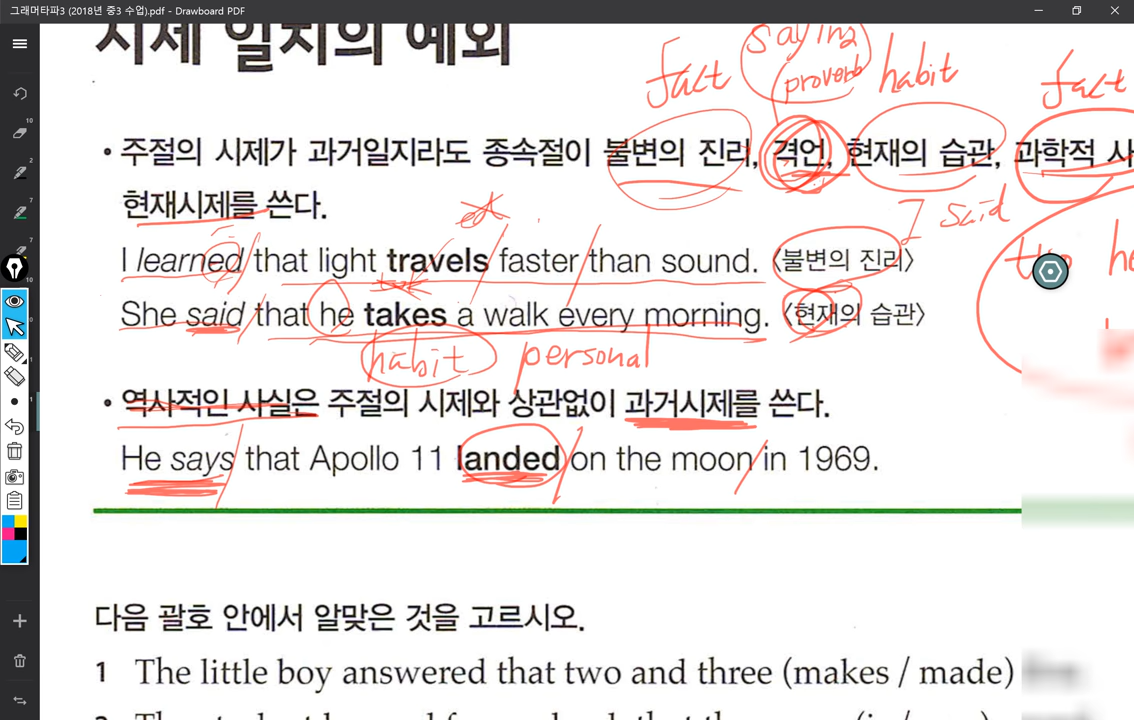 그래머타파3 (2018년 중3 수업).pdf - Drawboard PDF
시제 일치의 예외
fact
saying
proverb
habit
fact
• 주절의 시제가 과거일지라도 종속절이 불변의 진리, 격언, 현재의 습관, 과학적 사
현재시제를 쓴다.
I said
I learned that light travels faster than sound. 〈불변의 진리〉
She said that he takes a walk every morning. 〈현재의 습관〉
habit personal
• 역사적인 사실은 주절의 시제와 상관없이 과거시제를 쓴다.
He says that Apollo 11 landed on the moon in 1969.
다음 괄호 안에서 알맞은 것을 고르시오.
1 The little boy answered that two and three (makes / made)